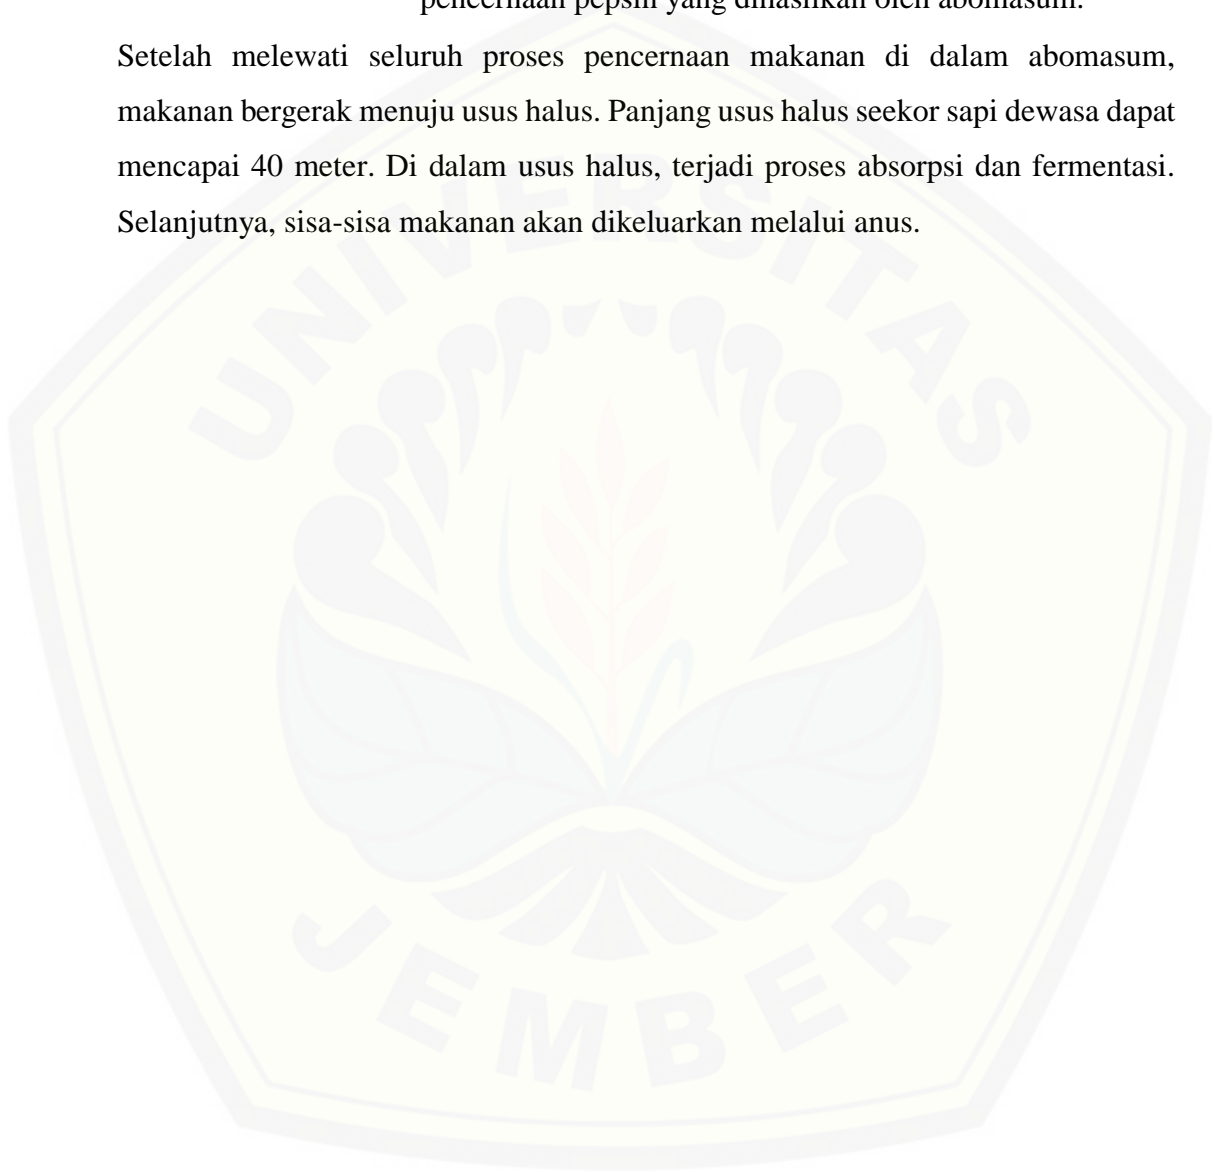 pencernaan pepsin yang dihasilkan oleh abomasum.
Setelah melewati seluruh proses pencernaan makanan di dalam abomasum,
makanan bergerak menuju usus halus. Panjang usus halus seekor sapi dewasa dapat
mencapai 40 meter. Di dalam usus halus, terjadi proses absorpsi dan fermentasi.
Selanjutnya, sisa-sisa makanan akan dikeluarkan melalui anus.
UNIVERSITAS
JEMBER